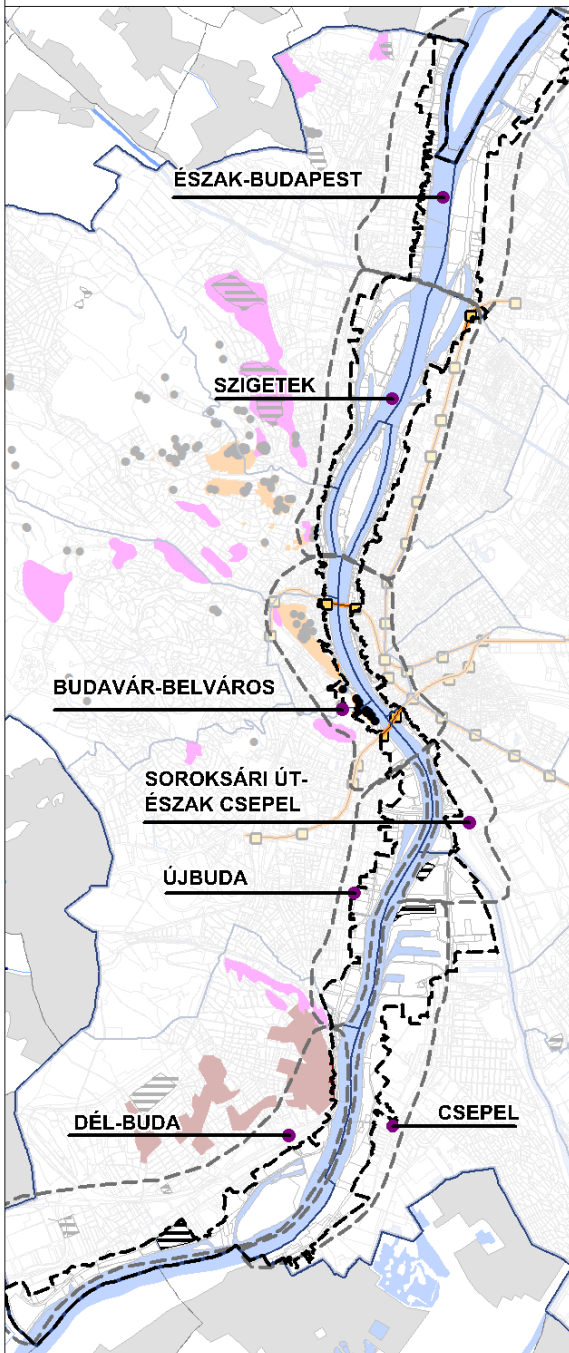 ÉSZAK-BUDAPEST
SZIGETEK
BUDAVÁR-BELVÁROS
SOROKSÁRI ÚT-
ÉSZAK CSEPEL
ÚJBUDA
DÉL-BUDA
CSEPEL